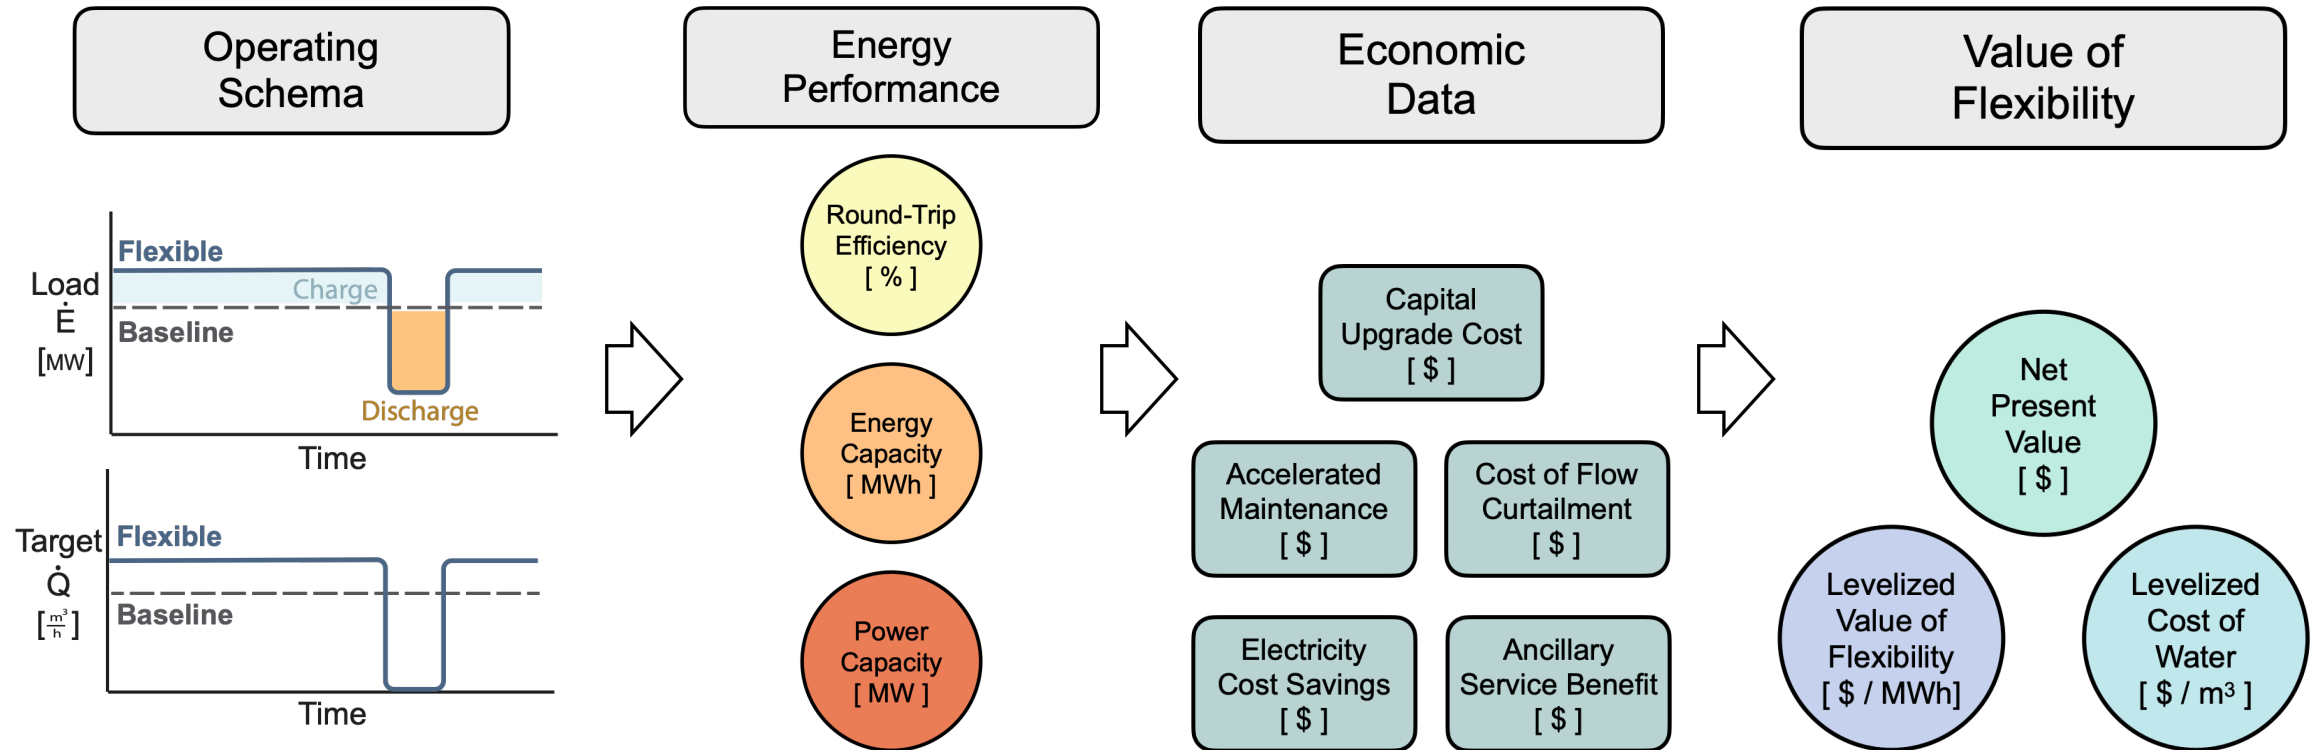 Operating
Schema
Flexible
Charge
Load
Ė
[MW]
Baseline
Discharge
Time
Target
Q̇
[m³/h]
Flexible
Baseline
Time
Energy
Performance
Round-Trip
Efficiency
[ % ]
Energy
Capacity
[ MWh ]
Power
Capacity
[ MW ]
Economic
Data
Capital
Upgrade Cost
[ $ ]
Accelerated
Maintenance
[ $ ]
Cost of Flow
Curtailment
[ $ ]
Electricity
Cost Savings
[ $ ]
Ancillary
Service Benefit
[ $ ]
Value of
Flexibility
Net
Present
Value
[ $ ]
Levelized
Value of
Flexibility
[ $ / MWh]
Levelized
Cost of
Water
[ $ / m³ ]